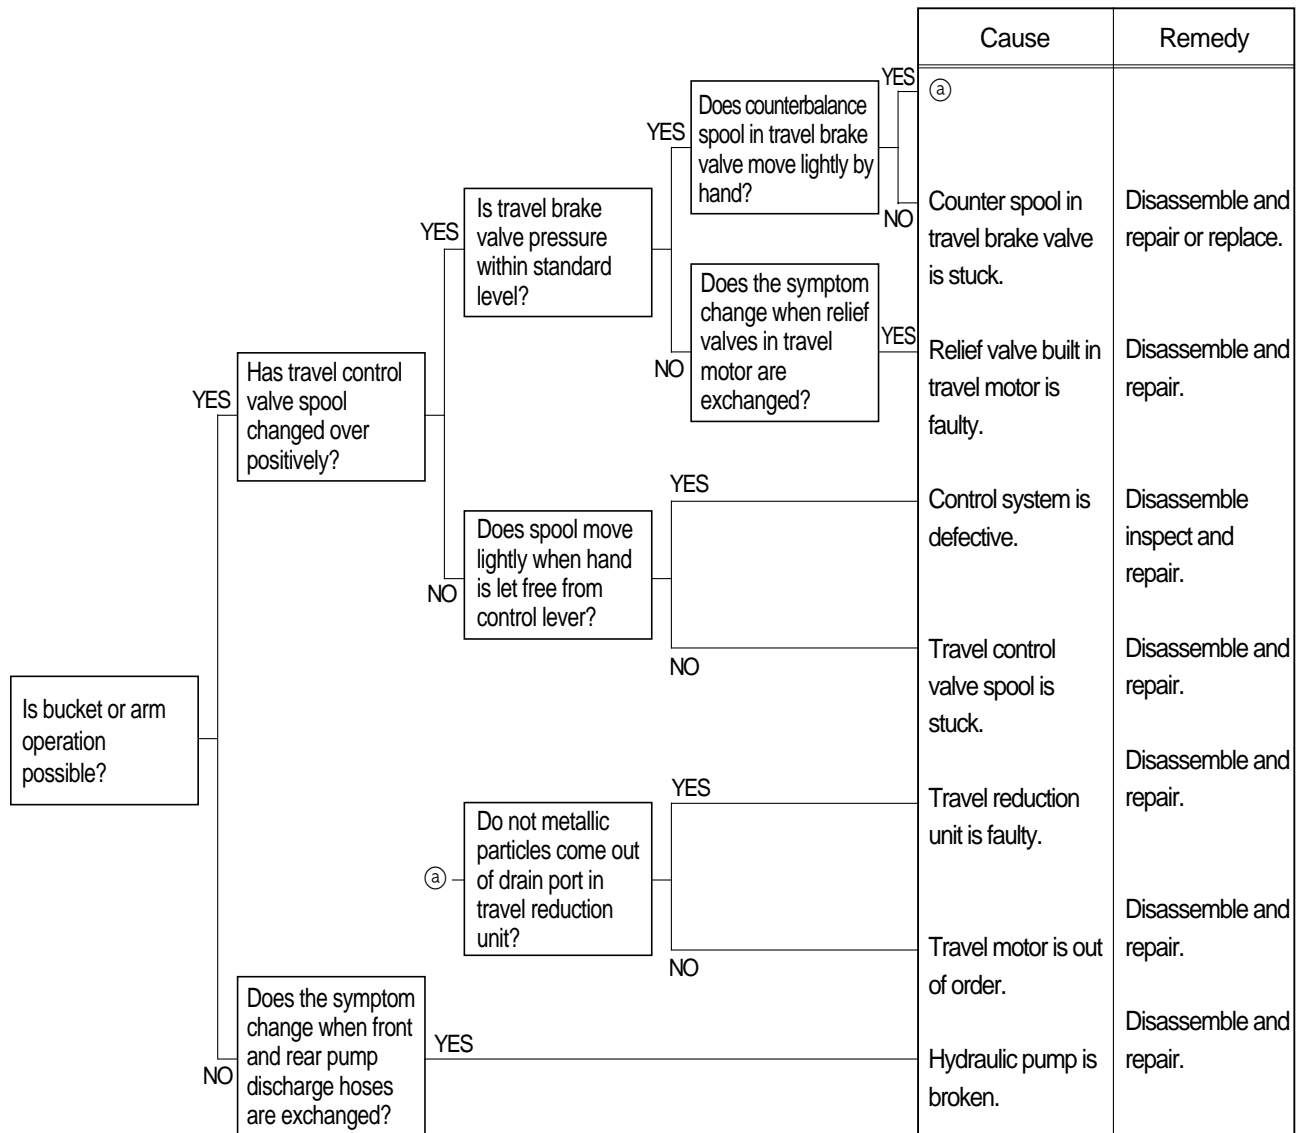 Cause
Remedy
YES
ⓐ
Does counterbalance
spool in travel brake
valve move lightly by
hand?
YES
NO
Counter spool in
travel brake valve
is stuck.
Disassemble and
repair or replace.
Is travel brake
valve pressure
within standard
level?
YES
Does the symptom
change when relief
valves in travel
motor are
exchanged?
YES
NO
Relief valve built in
travel motor is
faulty.
Disassemble and
repair.
Has travel control
valve spool
changed over
positively?
YES
YES
Control system is
defective.
Disassemble
inspect and
repair.
Does spool move
lightly when hand
is let free from
control lever?
NO
NO
Travel control
valve spool is
stuck.
Disassemble and
repair.
Is bucket or arm
operation
possible?
YES
Travel reduction
unit is faulty.
Disassemble and
repair.
ⓐ
Do not metallic
particles come out
of drain port in
travel reduction
unit?
NO
Travel motor is out
of order.
Disassemble and
repair.
Does the symptom
change when front
and rear pump
discharge hoses
are exchanged?
NO
YES
Hydraulic pump is
broken.
Disassemble and
repair.